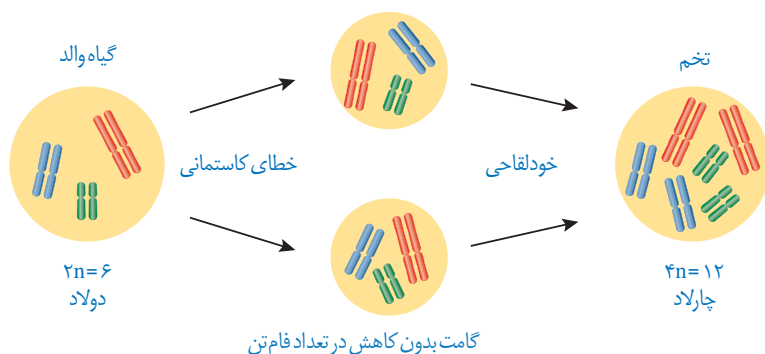 گیاه والد
خطای کاستمانی
خودلقاحی
تخم
۲n= ۶
دولاد
گامت بدون کاهش در تعداد فام‌تن
۴n= ۱۲
چارلاد